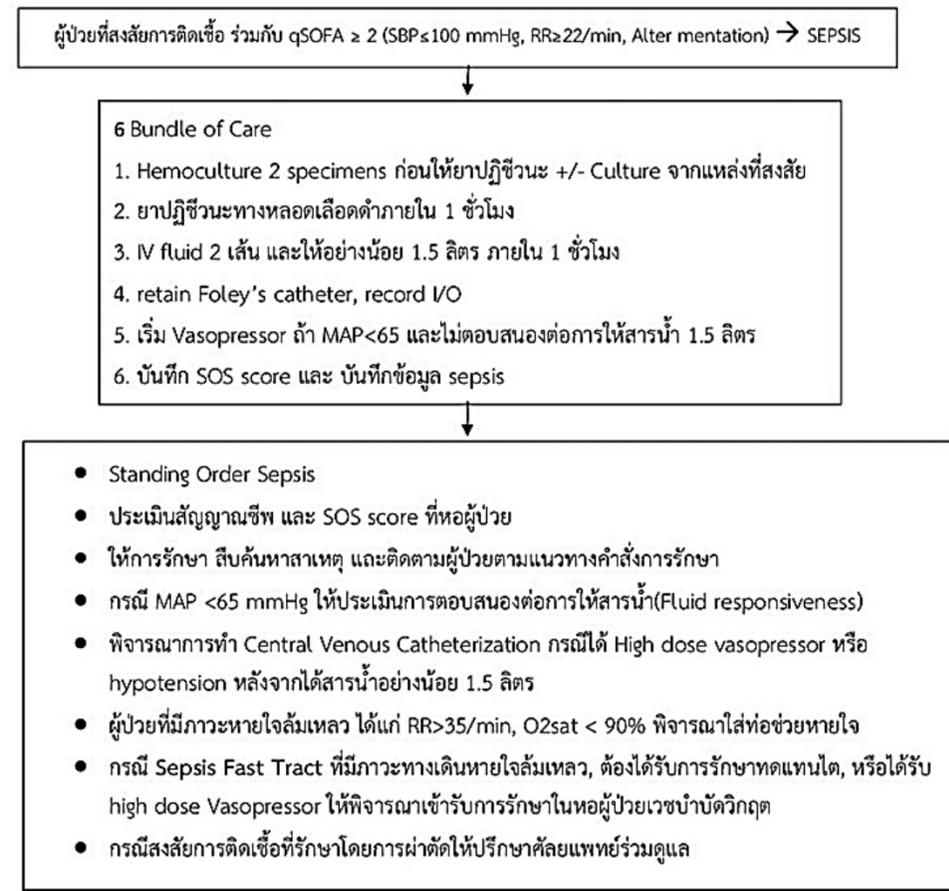 ผู้ป่วยที่สงสัยการติดเชื้อ ร่วมกับ qSOFA ≥ 2 (SBP≤100 mmHg, RR≥22/min, Alter mentation) → SEPSIS
6 Bundle of Care
1. Hemoculture 2 specimens ก่อนให้ยาปฏิชีวนะ +/- Culture จากแหล่งที่สงสัย
2. ยาปฏิชีวนะทางหลอดเลือดดำภายใน 1 ชั่วโมง
3. IV fluid 2 เส้น และให้อย่างน้อย 1.5 ลิตร ภายใน 1 ชั่วโมง
4. retain Foley's catheter, record I/O
5. เริ่ม Vasopressor ถ้า MAP<65 และไม่ตอบสนองต่อการให้สารน้ำ 1.5 ลิตร
6. บันทึก SOS score และ บันทึกข้อมูล sepsis
● Standing Order Sepsis
● ประเมินสัญญาณชีพ และ SOS score ที่หอผู้ป่วย
● ให้การรักษา สืบค้นหาสาเหตุ และติดตามผู้ป่วยตามแนวทางคำสั่งการรักษา
● กรณี MAP <65 mmHg ให้ประเมินการตอบสนองต่อการให้สารน้ำ(Fluid responsiveness)
● พิจารณาการทำ Central Venous Catheterization กรณีได้ High dose vasopressor หรือ
hypotension หลังจากได้สารน้ำอย่างน้อย 1.5 ลิตร
● ผู้ป่วยที่มีภาวะหายใจล้มเหลว ได้แก่ RR>35/min, O2sat < 90% พิจารณาใส่ท่อช่วยหายใจ
● กรณี Sepsis Fast Tract ที่มีภาวะทางเดินหายใจล้มเหลว, ต้องได้รับการรักษาทดแทนไต, หรือได้รับ
high dose Vasopressor ให้พิจารณาเข้ารับการรักษาในหอผู้ป่วยเวชบำบัดวิกฤต
● กรณีสงสัยการติดเชื้อที่รักษาโดยการผ่าตัดให้ปรึกษาศัลยแพทย์ร่วมดูแล